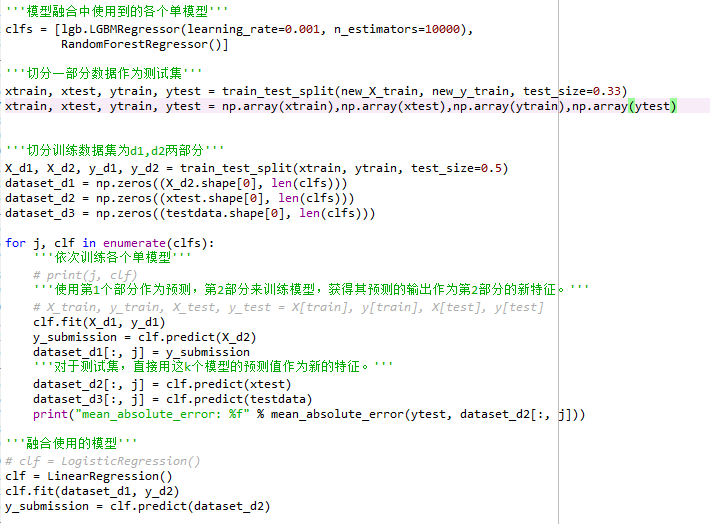 '''模型融合中使用到的各个单模型'''
clfs = [lgb.LGBMRegressor(learning_rate=0.001, n_estimators=10000),
        RandomForestRegressor()]
'''切分一部分数据作为测试集'''
xtrain, xtest, ytrain, ytest = train_test_split(new_X_train, new_y_train, test_size=0.33)
xtrain, xtest, ytrain, ytest = np.array(xtrain),np.array(xtest),np.array(ytrain),np.array(ytest)
'''切分训练数据集为d1,d2两部分'''
X_d1, X_d2, y_d1, y_d2 = train_test_split(xtrain, ytrain, test_size=0.5)
dataset_d1 = np.zeros((X_d2.shape[0], len(clfs)))
dataset_d2 = np.zeros((xtest.shape[0], len(clfs)))
dataset_d3 = np.zeros((testdata.shape[0], len(clfs)))
for j, clf in enumerate(clfs):
    '''依次训练各个单模型'''
    # print(j, clf)
    '''使用第1个部分作为预测，第2部分来训练模型，获得其预测的输出作为第2部分的新特征。'''
    # X_train, y_train, X_test, y_test = X[train], y[train], X[test], y[test]
    clf.fit(X_d1, y_d1)
    y_submission = clf.predict(X_d2)
    dataset_d1[:, j] = y_submission
    '''对于测试集，直接用这k个模型的预测值作为新的特征。'''
    dataset_d2[:, j] = clf.predict(xtest)
    dataset_d3[:, j] = clf.predict(testdata)
    print("mean_absolute_error: %f" % mean_absolute_error(ytest, dataset_d2[:, j]))
'''融合使用的模型'''
# clf = LogisticRegression()
clf = LinearRegression()
clf.fit(dataset_d1, y_d2)
y_submission = clf.predict(dataset_d2)